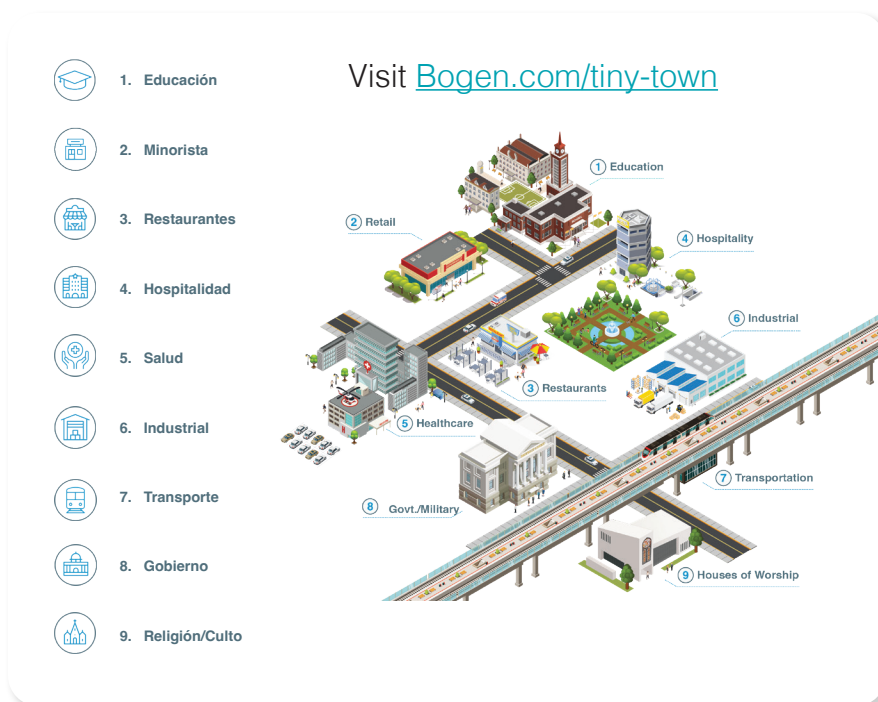 Visit Bogen.com/tiny-town
1. Educación
2. Minorista
3. Restaurantes
4. Hospitalidad
5. Salud
6. Industrial
7. Transporte
8. Gobierno
9. Religión/Culto
1 Education
2 Retail
4 Hospitality
6 Industrial
3 Restaurants
5 Healthcare
7 Transportation
8 Govt./Military
9 Houses of Worship
H